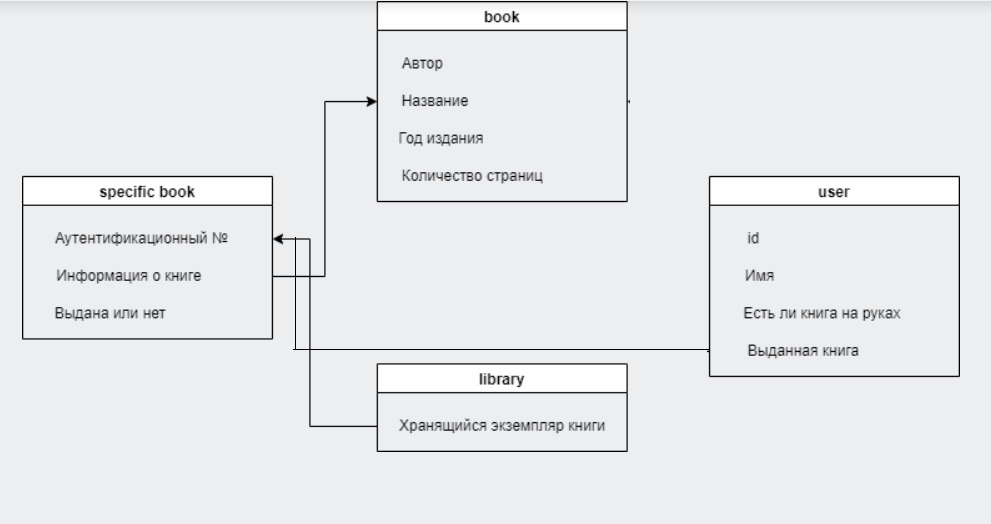 book
Автор
Название
Год издания
Количество страниц
specific book
Аутентификационный №
Информация о книге
Выдана или нет
user
id
Имя
Есть ли книга на руках
Выданная книга
library
Хранящийся экземпляр книги